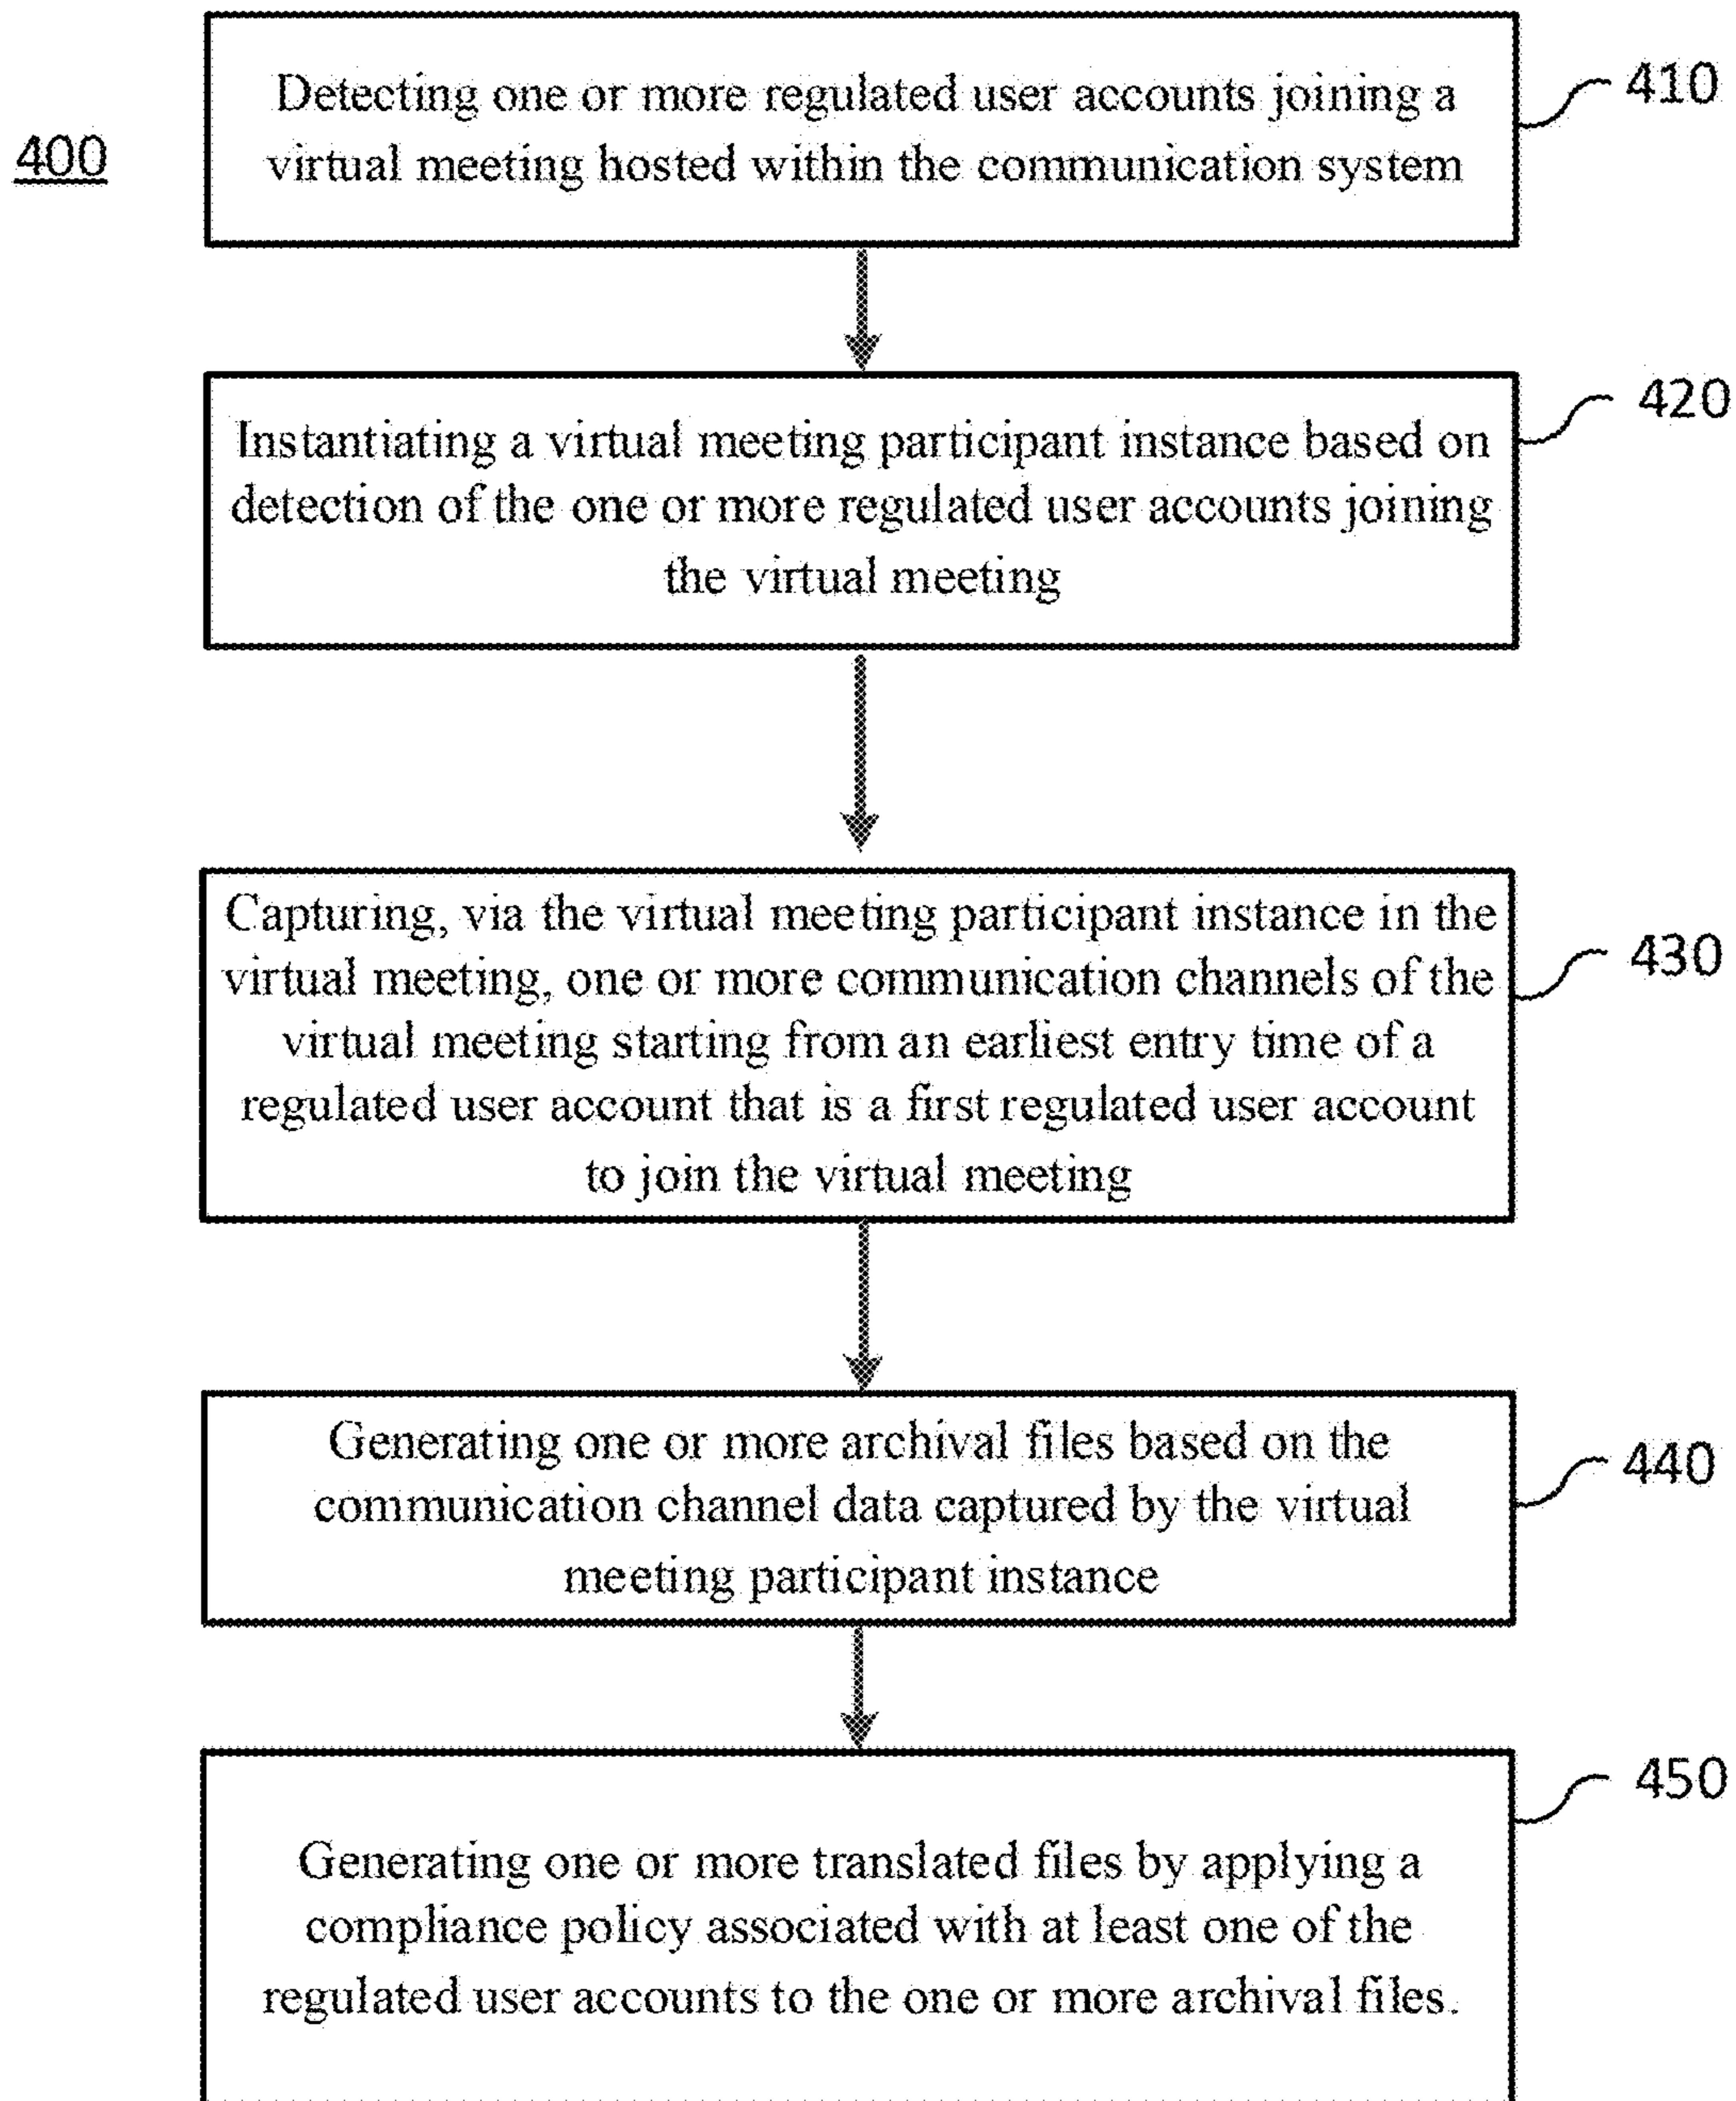 400
Detecting one or more regulated user accounts joining a
virtual meeting hosted within the communication system
410
Instantiating a virtual meeting participant instance based on
detection of the one or more regulated user accounts joining
the virtual meeting
420
Capturing, via the virtual meeting participant instance in the
virtual meeting, one or more communication channels of the
virtual meeting starting from an earliest entry time of a
regulated user account that is a first regulated user account
to join the virtual meeting
430
Generating one or more archival files based on the
communication channel data captured by the virtual
meeting participant instance
440
Generating one or more translated files by applying a
compliance policy associated with at least one of the
regulated user accounts to the one or more archival files.
450